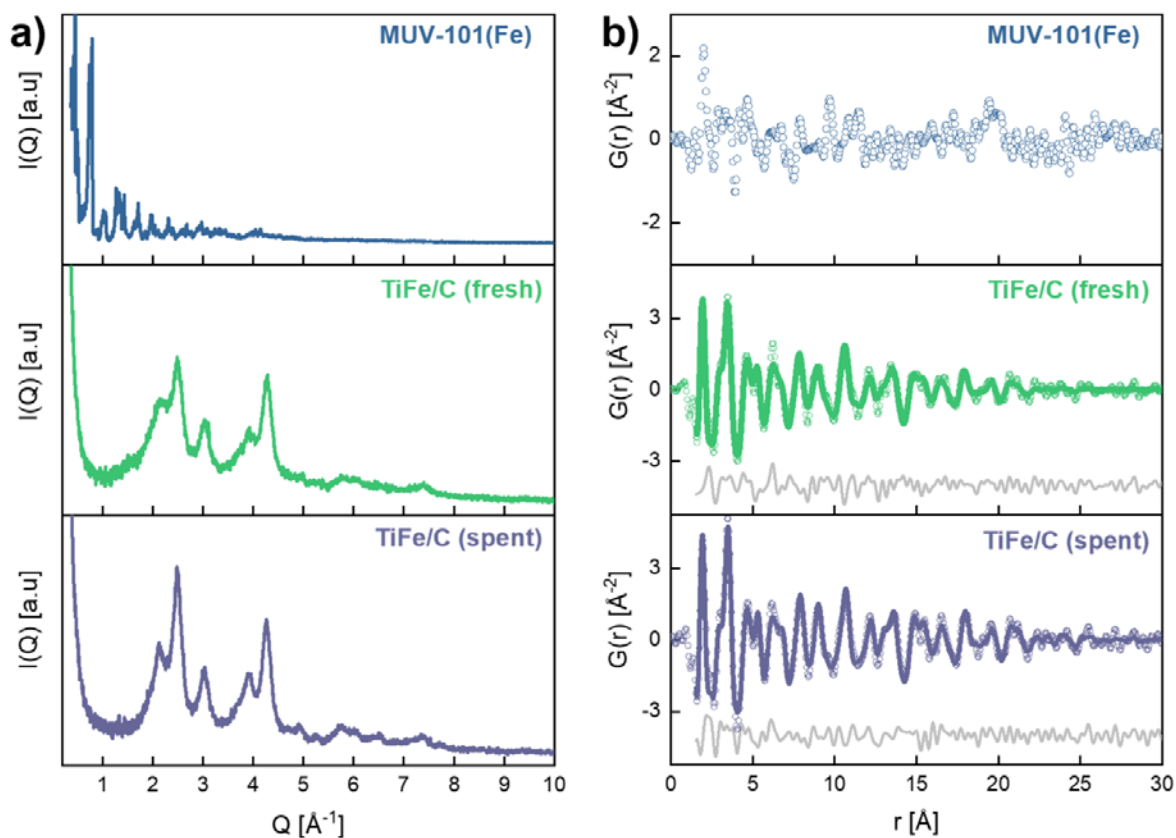 a)
MUV-101(Fe)
I(Q) [a.u]
TiFe/C (fresh)
I(Q) [a.u]
TiFe/C (spent)
I(Q) [a.u]
1 2 3 4 5 6 7 8 9 10
Q [Å⁻¹]
b)
MUV-101(Fe)
2
0
-2
G(r) [Å⁻²]
TiFe/C (fresh)
3
0
-3
G(r) [Å⁻²]
TiFe/C (spent)
3
0
-3
G(r) [Å⁻²]
0 5 10 15 20 25 30
r [Å]